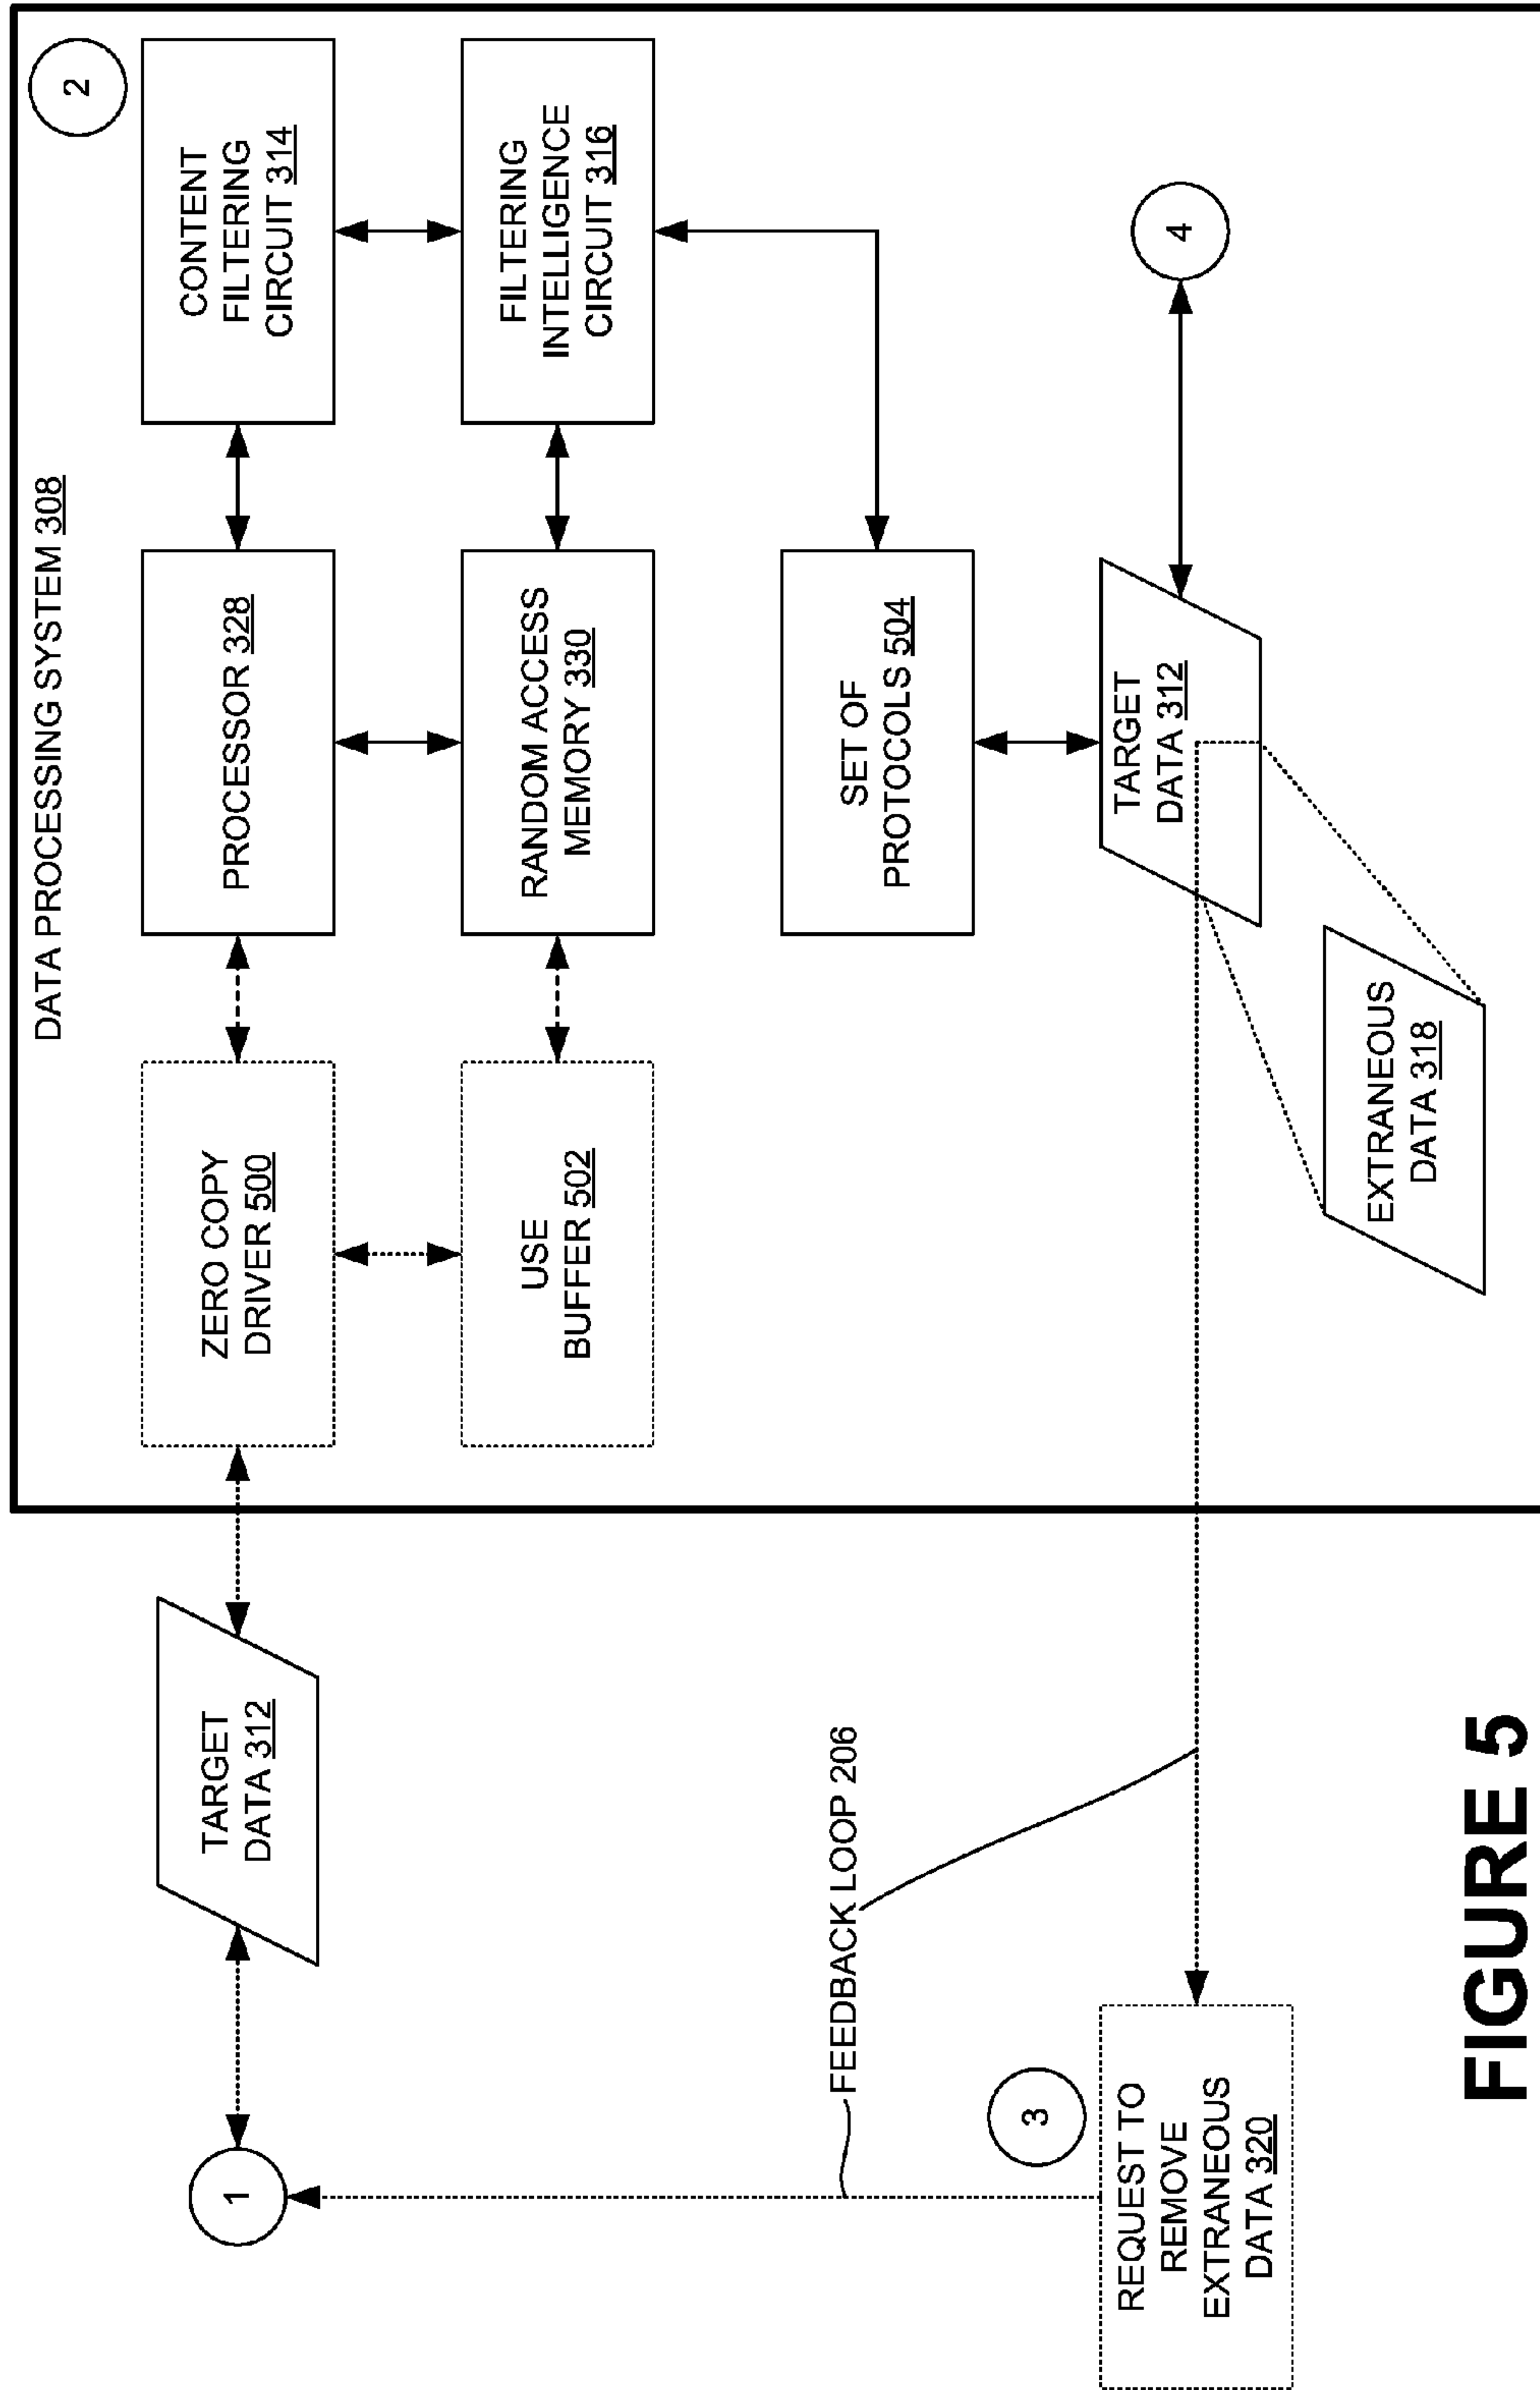 DATA PROCESSING SYSTEM 308
2
1
TARGET
DATA 312
ZERO COPY
DRIVER 500
PROCESSOR 328
CONTENT
FILTERING
CIRCUIT 314
USE
BUFFER 502
RANDOM ACCESS
MEMORY 330
FILTERING
INTELLIGENCE
CIRCUIT 316
FEEDBACK LOOP 206
SET OF
PROTOCOLS 504
3
REQUEST TO
REMOVE
EXTRANEOUS
DATA 320
TARGET
DATA 312
4
EXTRANEOUS
DATA 318
FIGURE 5